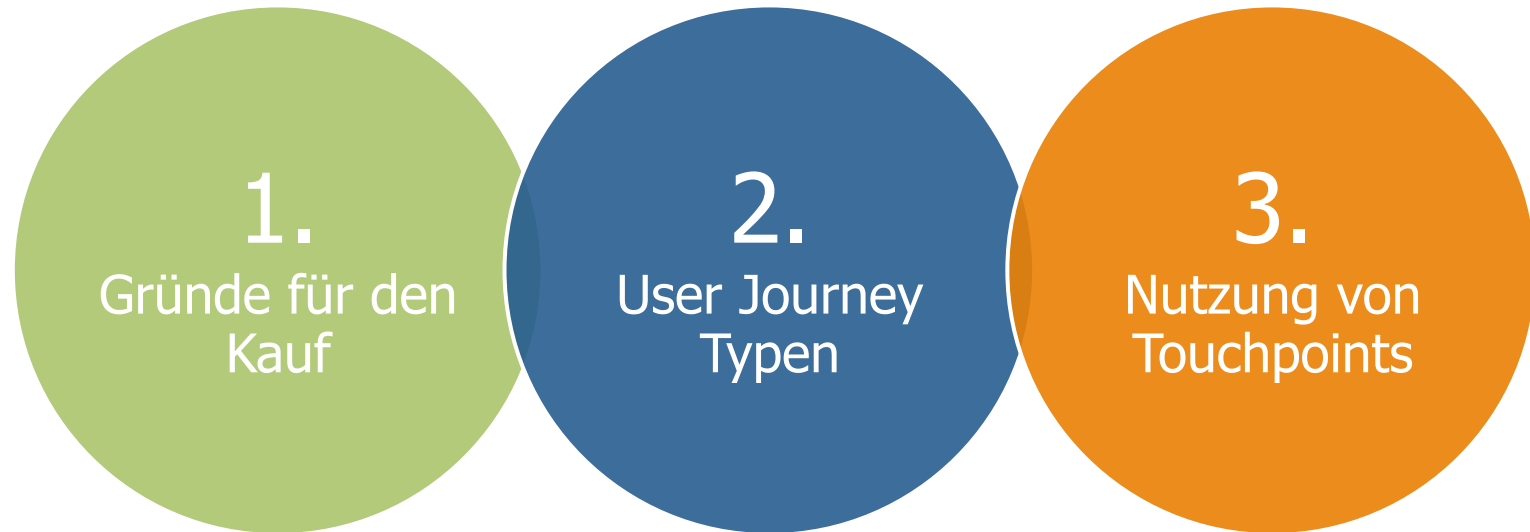 1.
Gründe für den
Kauf
2.
User Journey
Typen
3.
Nutzung von
Touchpoints